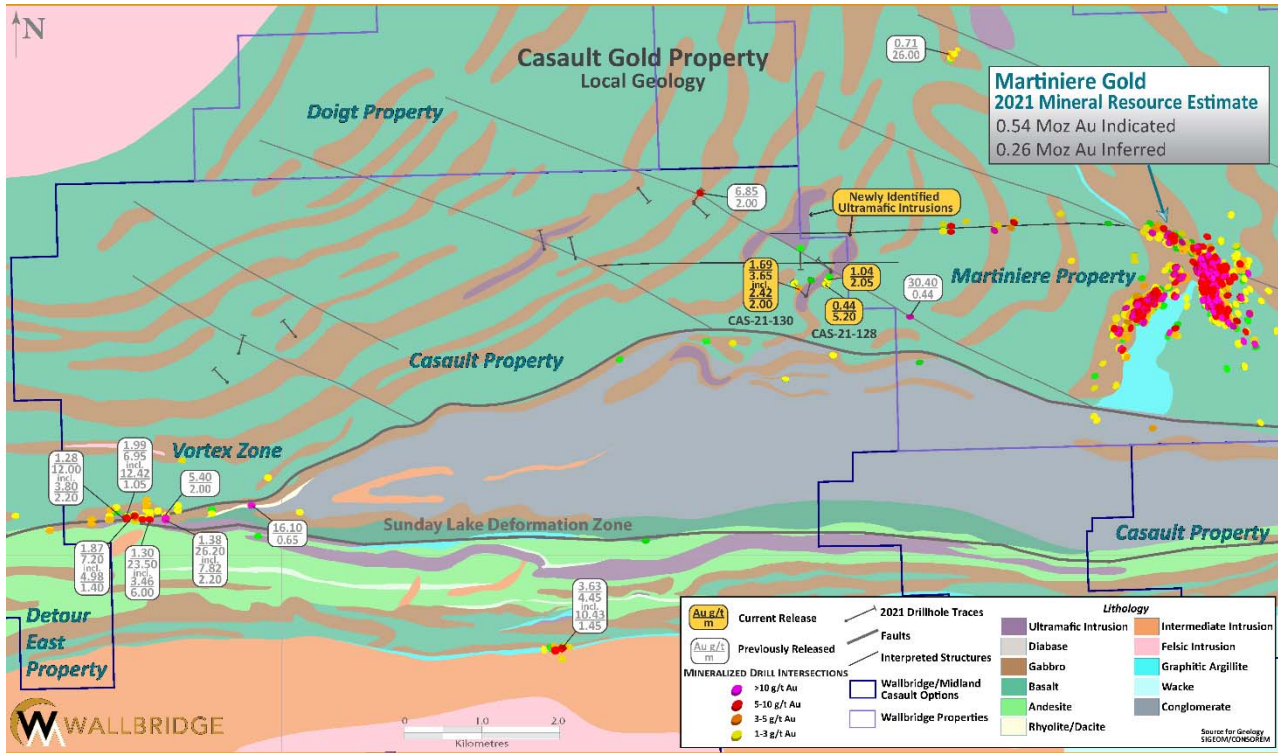 N
Casault Gold Property
Local Geology
0.71
26.00
Martiniere Gold
2021 Mineral Resource Estimate
0.54 Moz Au Indicated
0.26 Moz Au Inferred
Doigt Property
6.85
2.00
Newly Identified
Ultramafic Intrusions
1.69
3.65
incl.
2.42
2.00
CAS-21-130
1.04
2.05
0.44
5.20
CAS-21-128
30.40
0.44
Martiniere Property
Casault Property
Vortex Zone
1.28
12.00
incl.
3.80
2.20
1.99
6.95
incl.
12.42
1.05
5.40
2.00
16.10
0.65
Sunday Lake Deformation Zone
Casault Property
1.87
7.20
incl.
4.98
1.40
1.30
23.50
incl.
3.46
6.00
1.38
26.20
incl.
7.82
2.20
3.63
4.45
incl.
10.43
1.45
Detour
East
Property
WALLBRIDGE
0 1.0 2.0
Kilometres
Au g/t
m
Current Release
Au g/t
m
Previously Released
MINERALIZED DRILL INTERSECTIONS
>10 g/t Au
5-10 g/t Au
3-5 g/t Au
1-3 g/t Au
2021 Drillhole Traces
Faults
Interpreted Structures
Wallbridge/Midland
Casault Options
Wallbridge Properties
Lithology
Ultramafic Intrusion
Diabase
Gabbro
Basalt
Andesite
Rhyolite/Dacite
Intermediate Intrusion
Felsic Intrusion
Graphitic Argillite
Wacke
Conglomerate
Source for Geology
SIGEOM/CONSOREM